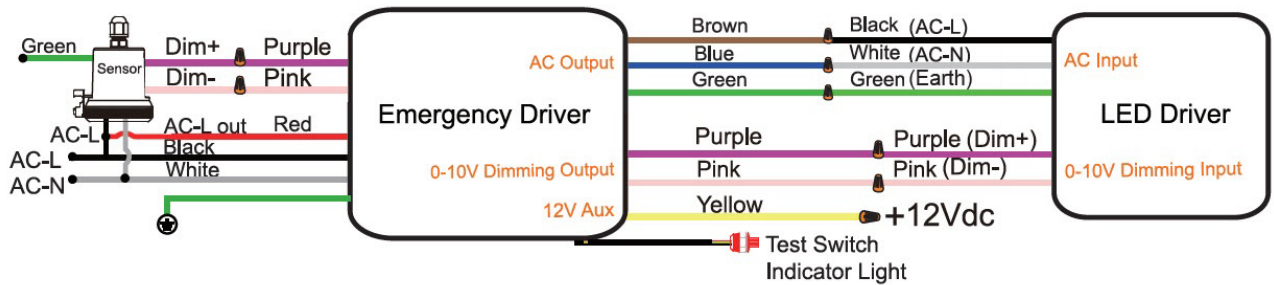 Green
Sensor
Dim+ Purple
Dim- Pink
AC-L
AC-L out Red
AC-L
Black
AC-N
White
Emergency Driver
AC Output
0-10V Dimming Output
12V Aux
Brown Black (AC-L)
Blue White (AC-N)
Green Green (Earth)
Purple Purple (Dim+)
Pink Pink (Dim-)
Yellow +12Vdc
Test Switch
Indicator Light
AC Input
LED Driver
0-10V Dimming Input